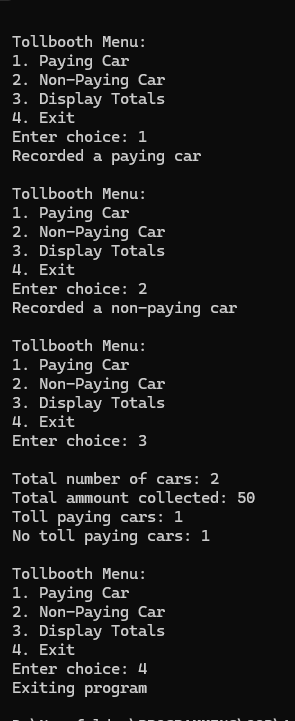 Tollbooth Menu:
1. Paying Car
2. Non-Paying Car
3. Display Totals
4. Exit
Enter choice: 1
Recorded a paying car
Tollbooth Menu:
1. Paying Car
2. Non-Paying Car
3. Display Totals
4. Exit
Enter choice: 2
Recorded a non-paying car
Tollbooth Menu:
1. Paying Car
2. Non-Paying Car
3. Display Totals
4. Exit
Enter choice: 3
Total number of cars: 2
Total ammount collected: 50
Toll paying cars: 1
No toll paying cars: 1
Tollbooth Menu:
1. Paying Car
2. Non-Paying Car
3. Display Totals
4. Exit
Enter choice: 4
Exiting program